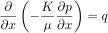 ∂/∂x (−K/μ ∂p/∂x) = q